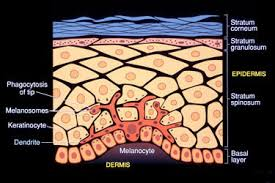 Stratum
corneum
Stratum
granulosum
EPIDERMIS
Phagocytosis
of tip
Stratum
spinosum
Melanosomes
Keratinocyte
Dendrite
Melanocyte
Basal
layer
DERMIS